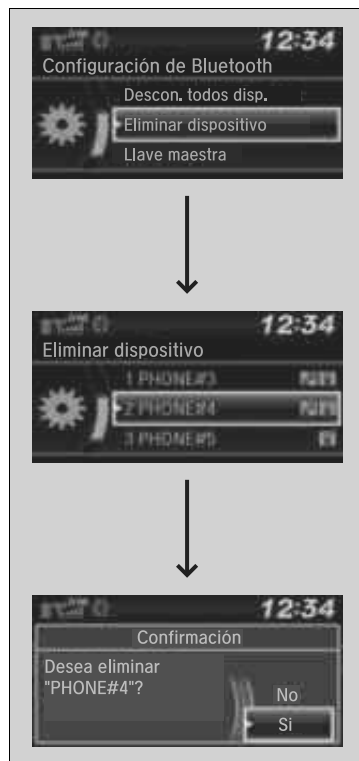 12:34
Configuración de Bluetooth
Descon. todos disp.
Eliminar dispositivo
Llave maestra
12:34
Eliminar dispositivo
1 PHONE#3
2 PHONE#4
3 PHONE#5
12:34
Confirmación
Desea eliminar
"PHONE#4"?
No
Si